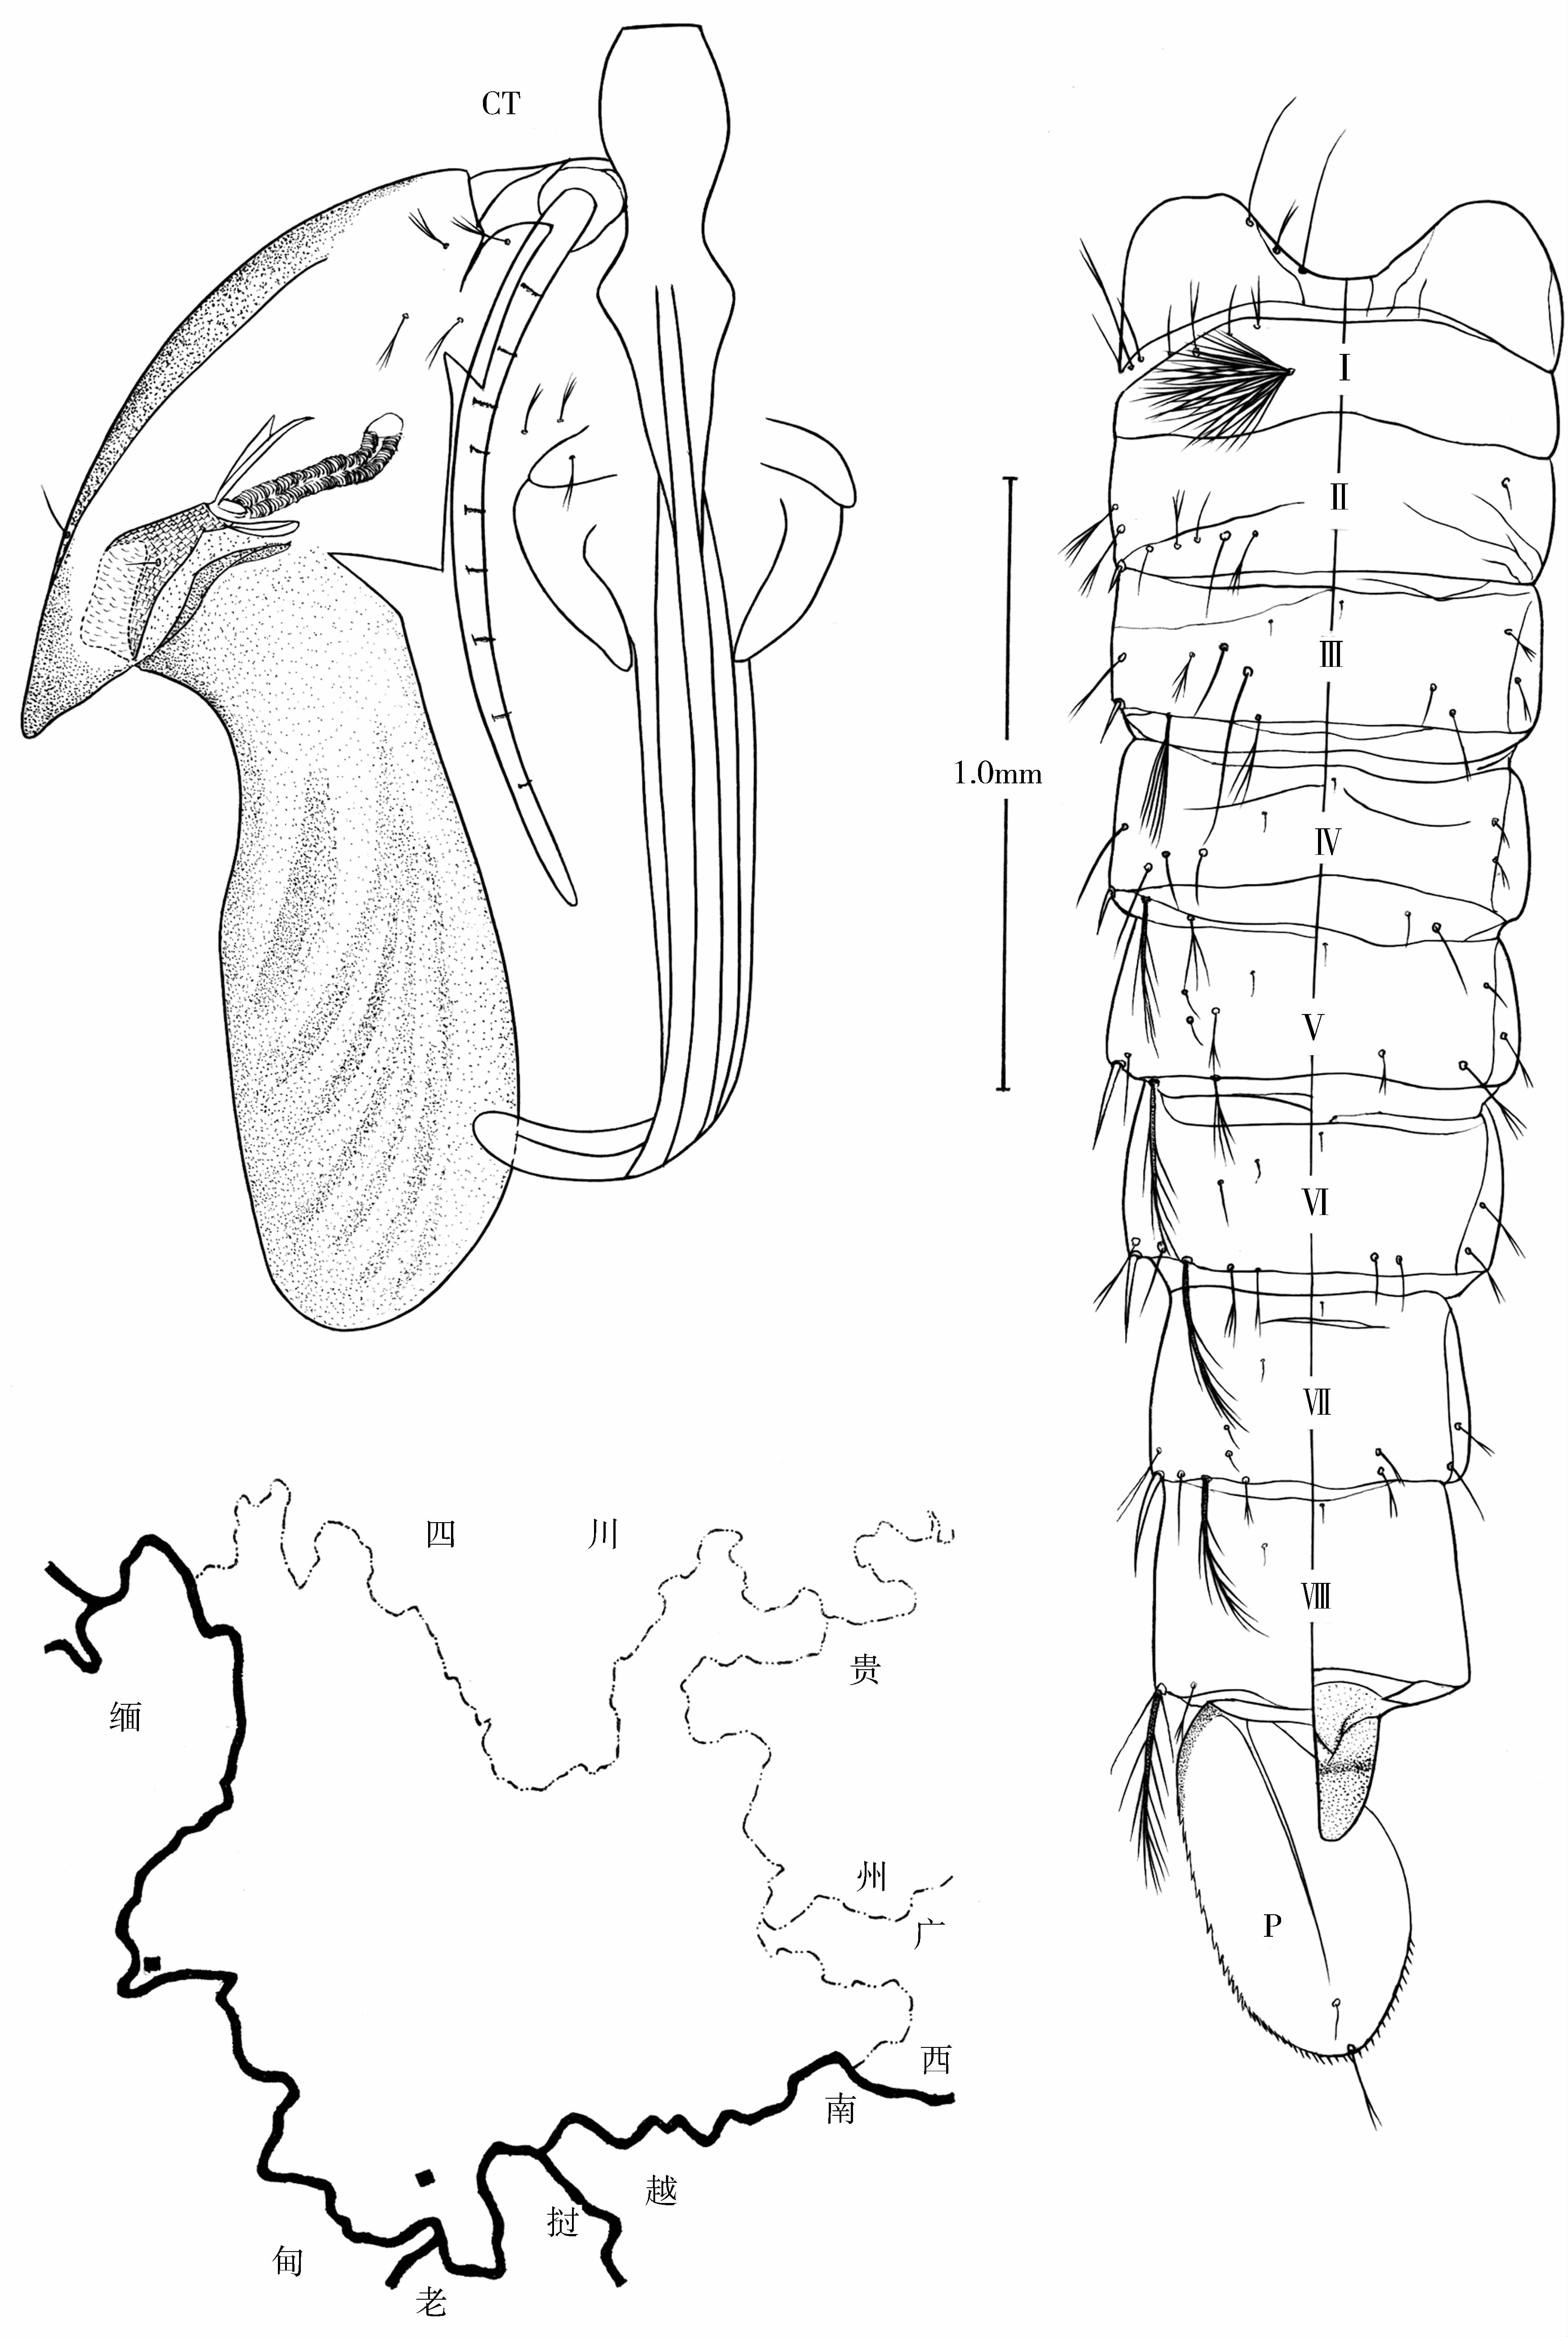 CT
Ⅰ
Ⅱ
Ⅲ
1.0mm
Ⅳ
Ⅴ
Ⅵ
Ⅶ
Ⅷ
P
四 川
贵
缅
州
广
西
南
越
挝
甸
老